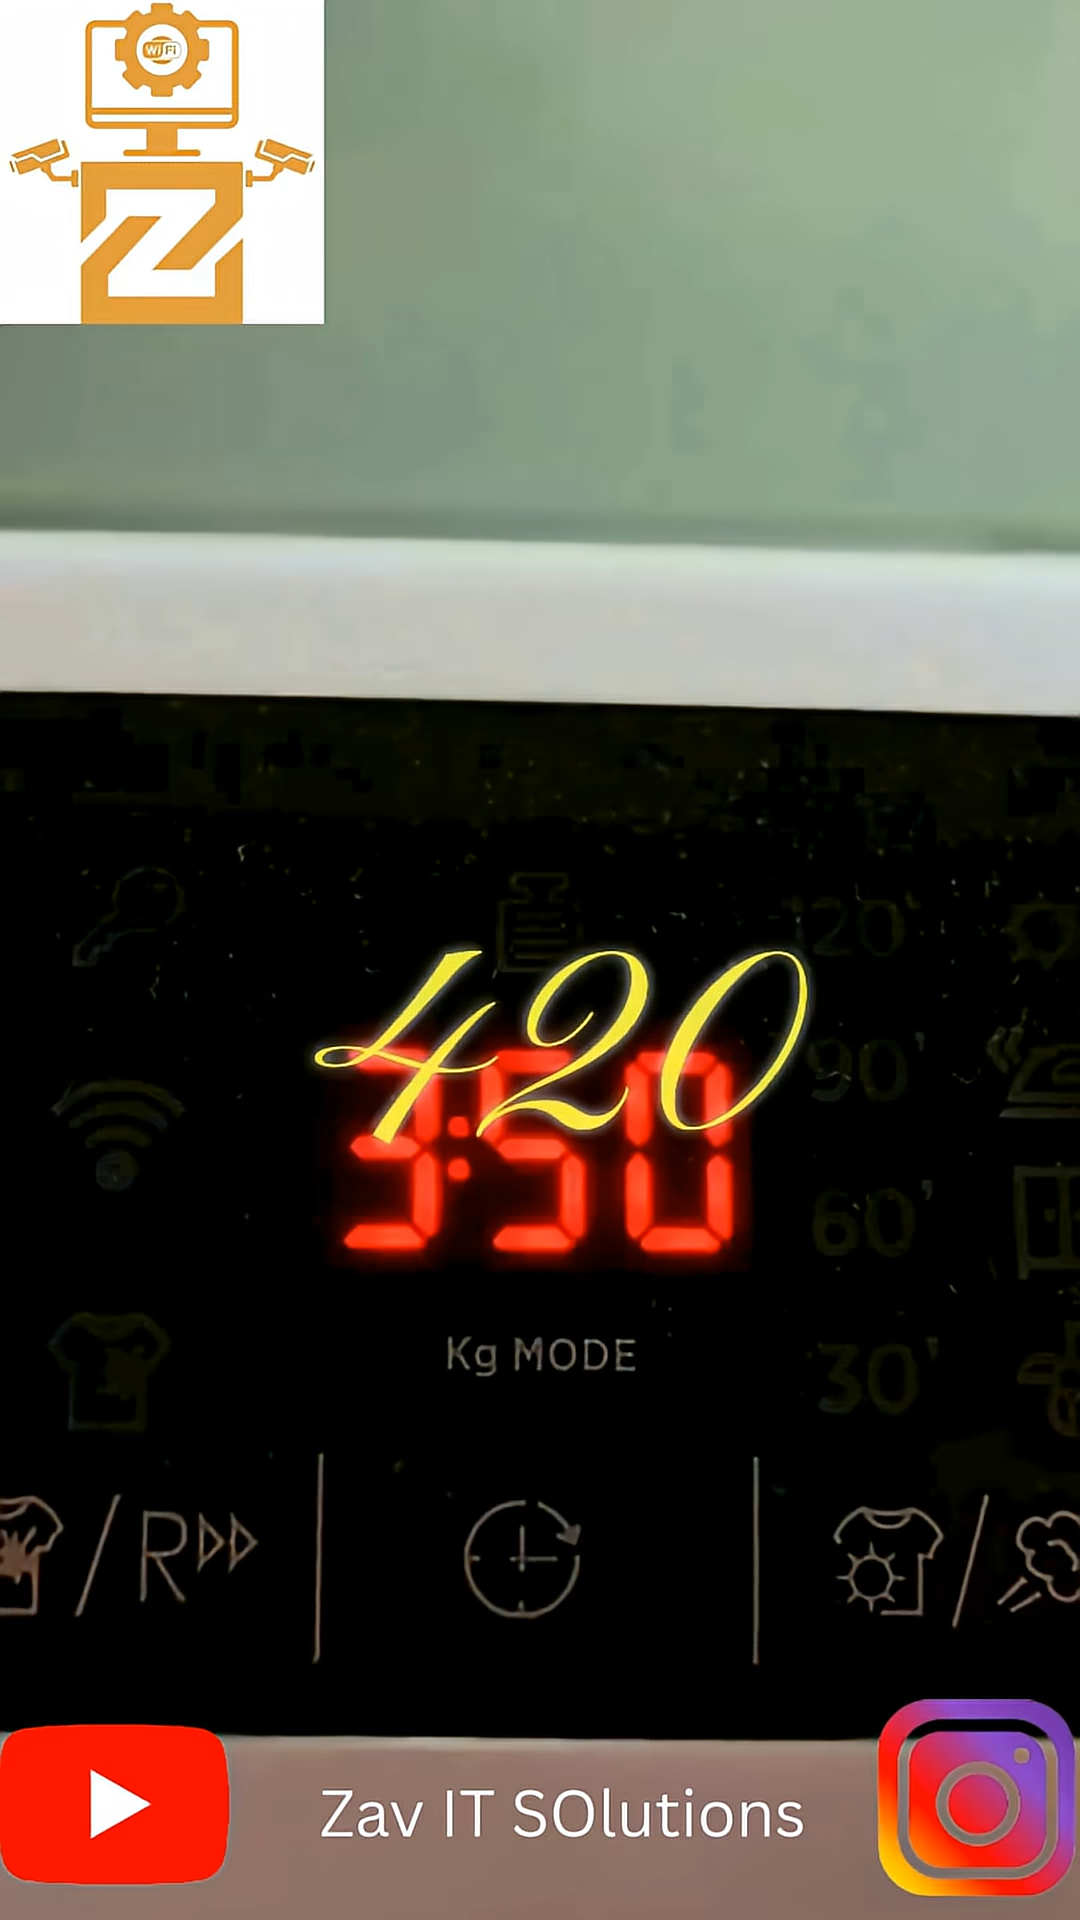 WiFi
Z
120'
420
3:50
90'
60'
Kg MODE
30'
R
Zav IT SOlutions